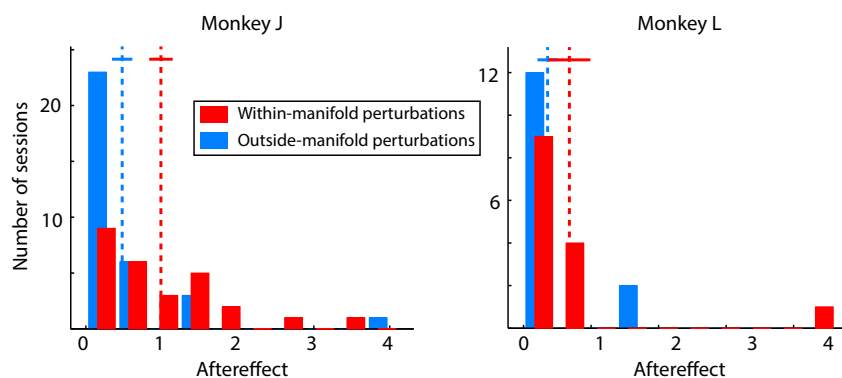 Monkey J
Monkey L
Number of sessions
20
10
0
1
2
3
4
Aftereffect
Within-manifold perturbations
Outside-manifold perturbations
12
6
0
1
2
3
4
Aftereffect